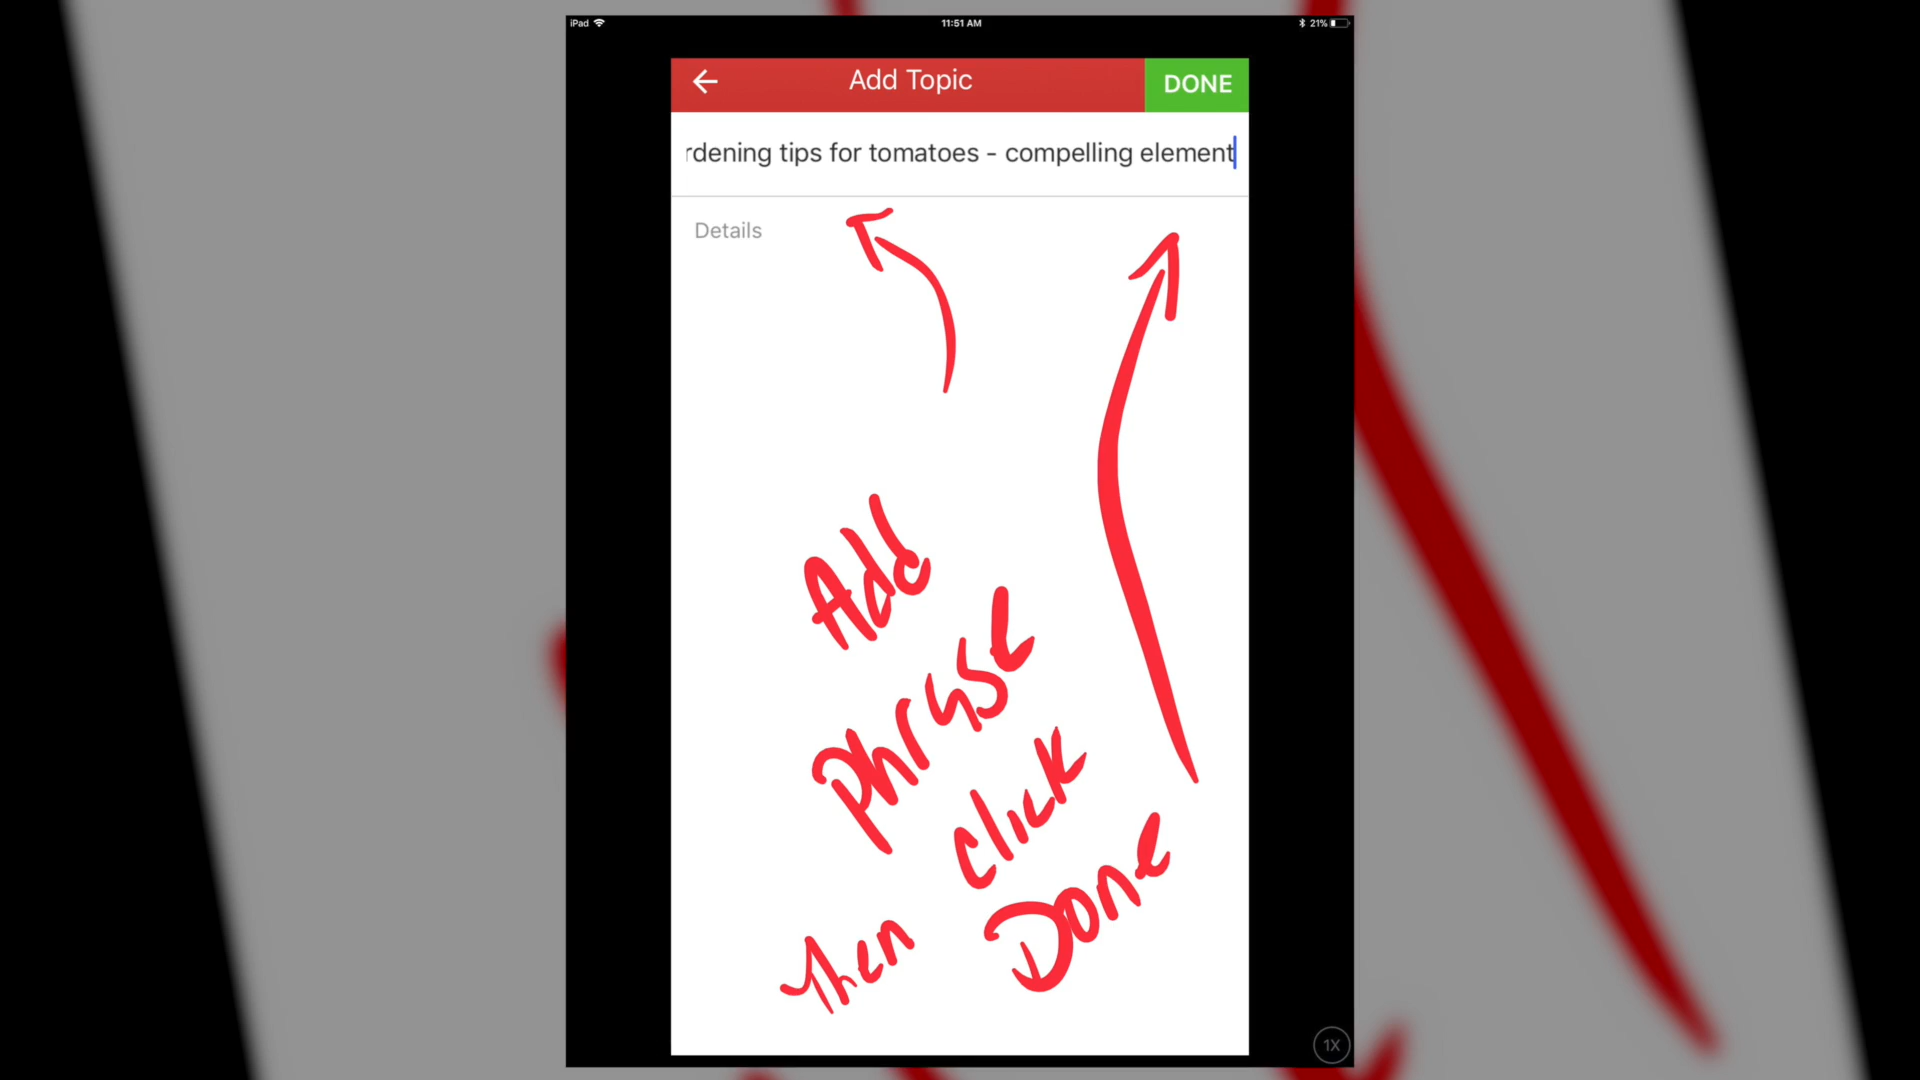 iPad 11:51 AM 21%
Add Topic DONE
rdening tips for tomatoes - compelling element
Details
Add
phrase
click
Then Done
1X